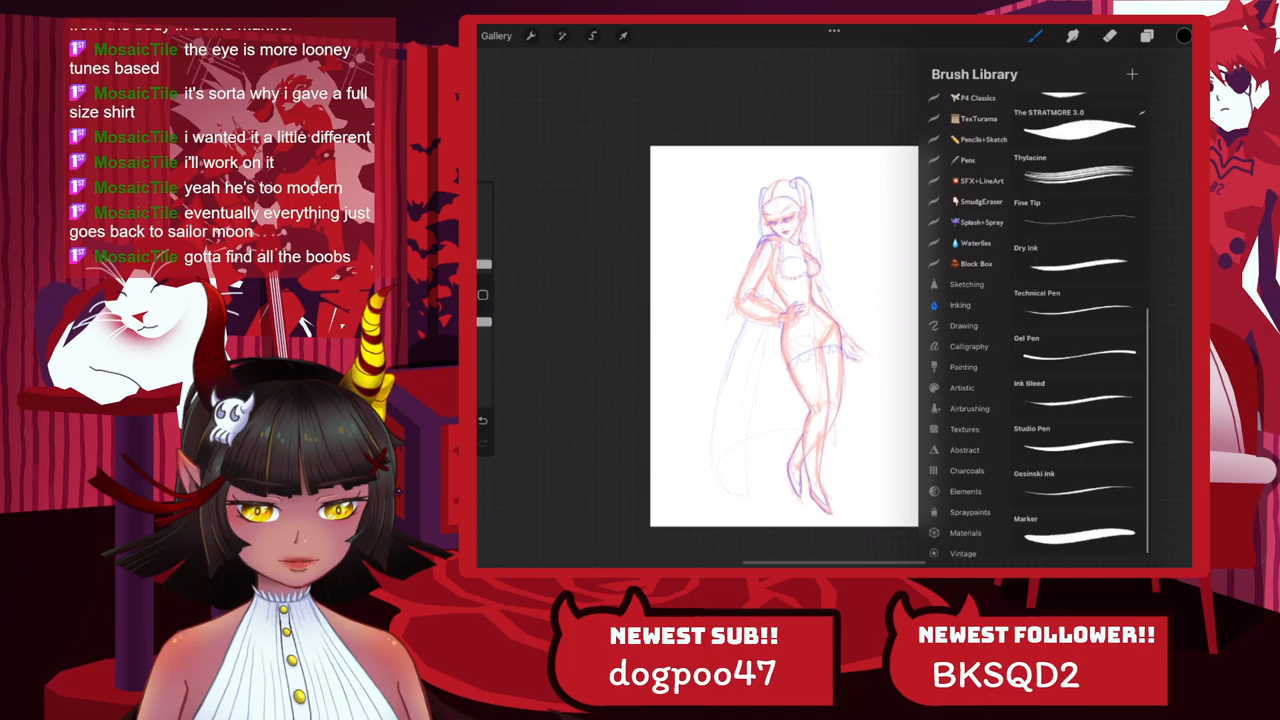 MosaicTile the eye is more looney
tunes based
MosaicTile it's sorta why i gave a full
size shirt
MosaicTile i wanted it a little different
MosaicTile i'll work on it
MosaicTile yeah he's too modern
MosaicTile eventually everything just
goes back to sailor moon
MosaicTile gotta find all the boobs
Gallery
Brush Library
P4 Classics
TexTurama
Pencils+Sketch
Pens
SFX+LineArt
SmudgEraser
Splash+Spray
Waterlies
Block Box
Sketching
Inking
Drawing
Calligraphy
Painting
Artistic
Airbrushing
Textures
Abstract
Charcoals
Elements
Spraypaints
Materials
Vintage
The STRATMORE 3.0
Thylacine
Fine Tip
Dry Ink
Technical Pen
Gel Pen
Ink Bleed
Studio Pen
Gesinski Ink
Marker
NEWEST SUB!!
dogpoo47
NEWEST FOLLOWER!!
BKSQD2